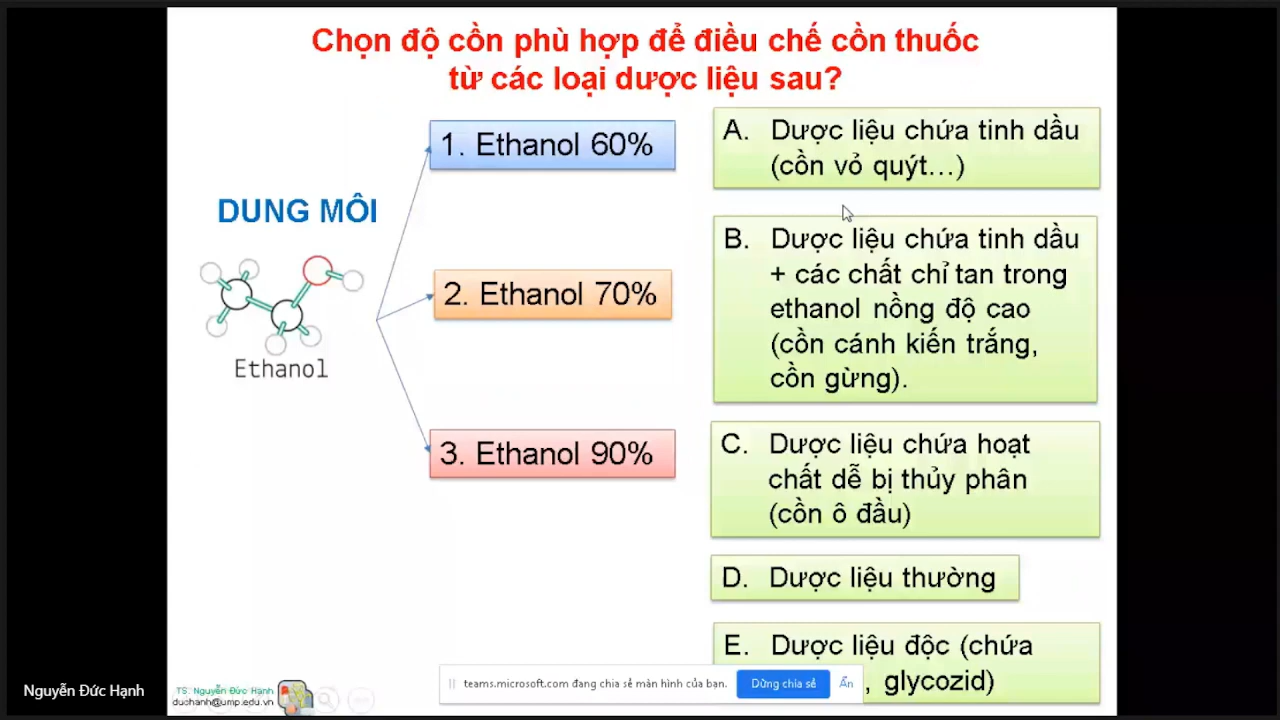 Chọn độ cồn phù hợp để điều chế cồn thuốc
từ các loại dược liệu sau?
DUNG MÔI
Ethanol
1. Ethanol 60%
2. Ethanol 70%
3. Ethanol 90%
A. Dược liệu chứa tinh dầu
(cồn vỏ quýt...)
B. Dược liệu chứa tinh dầu
+ các chất chỉ tan trong
ethanol nồng độ cao
(cồn cánh kiến trắng,
cồn gừng).
C. Dược liệu chứa hoạt
chất dễ bị thủy phân
(cồn ô đầu)
D. Dược liệu thường
E. Dược liệu độc (chứa
, glycozid)
teams.microsoft.com đang chia sẻ màn hình của bạn.
Dừng chia sẻ
Ẩn
Nguyễn Đức Hạnh
TS. Nguyễn Đức Hạnh
duchanh@ump.edu.vn